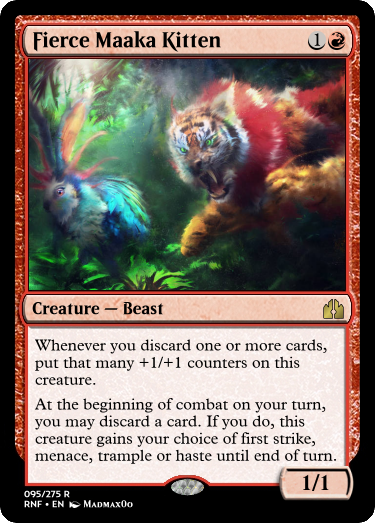 Fierce Maaka Kitten 1
Creature — Beast
Whenever you discard one or more cards,
put that many +1/+1 counters on this
creature.
At the beginning of combat on your turn,
you may discard a card. If you do, this
creature gains your choice of first strike,
menace, trample or haste until end of turn.
1/1
095/275 R
RNF • EN Madmax0o